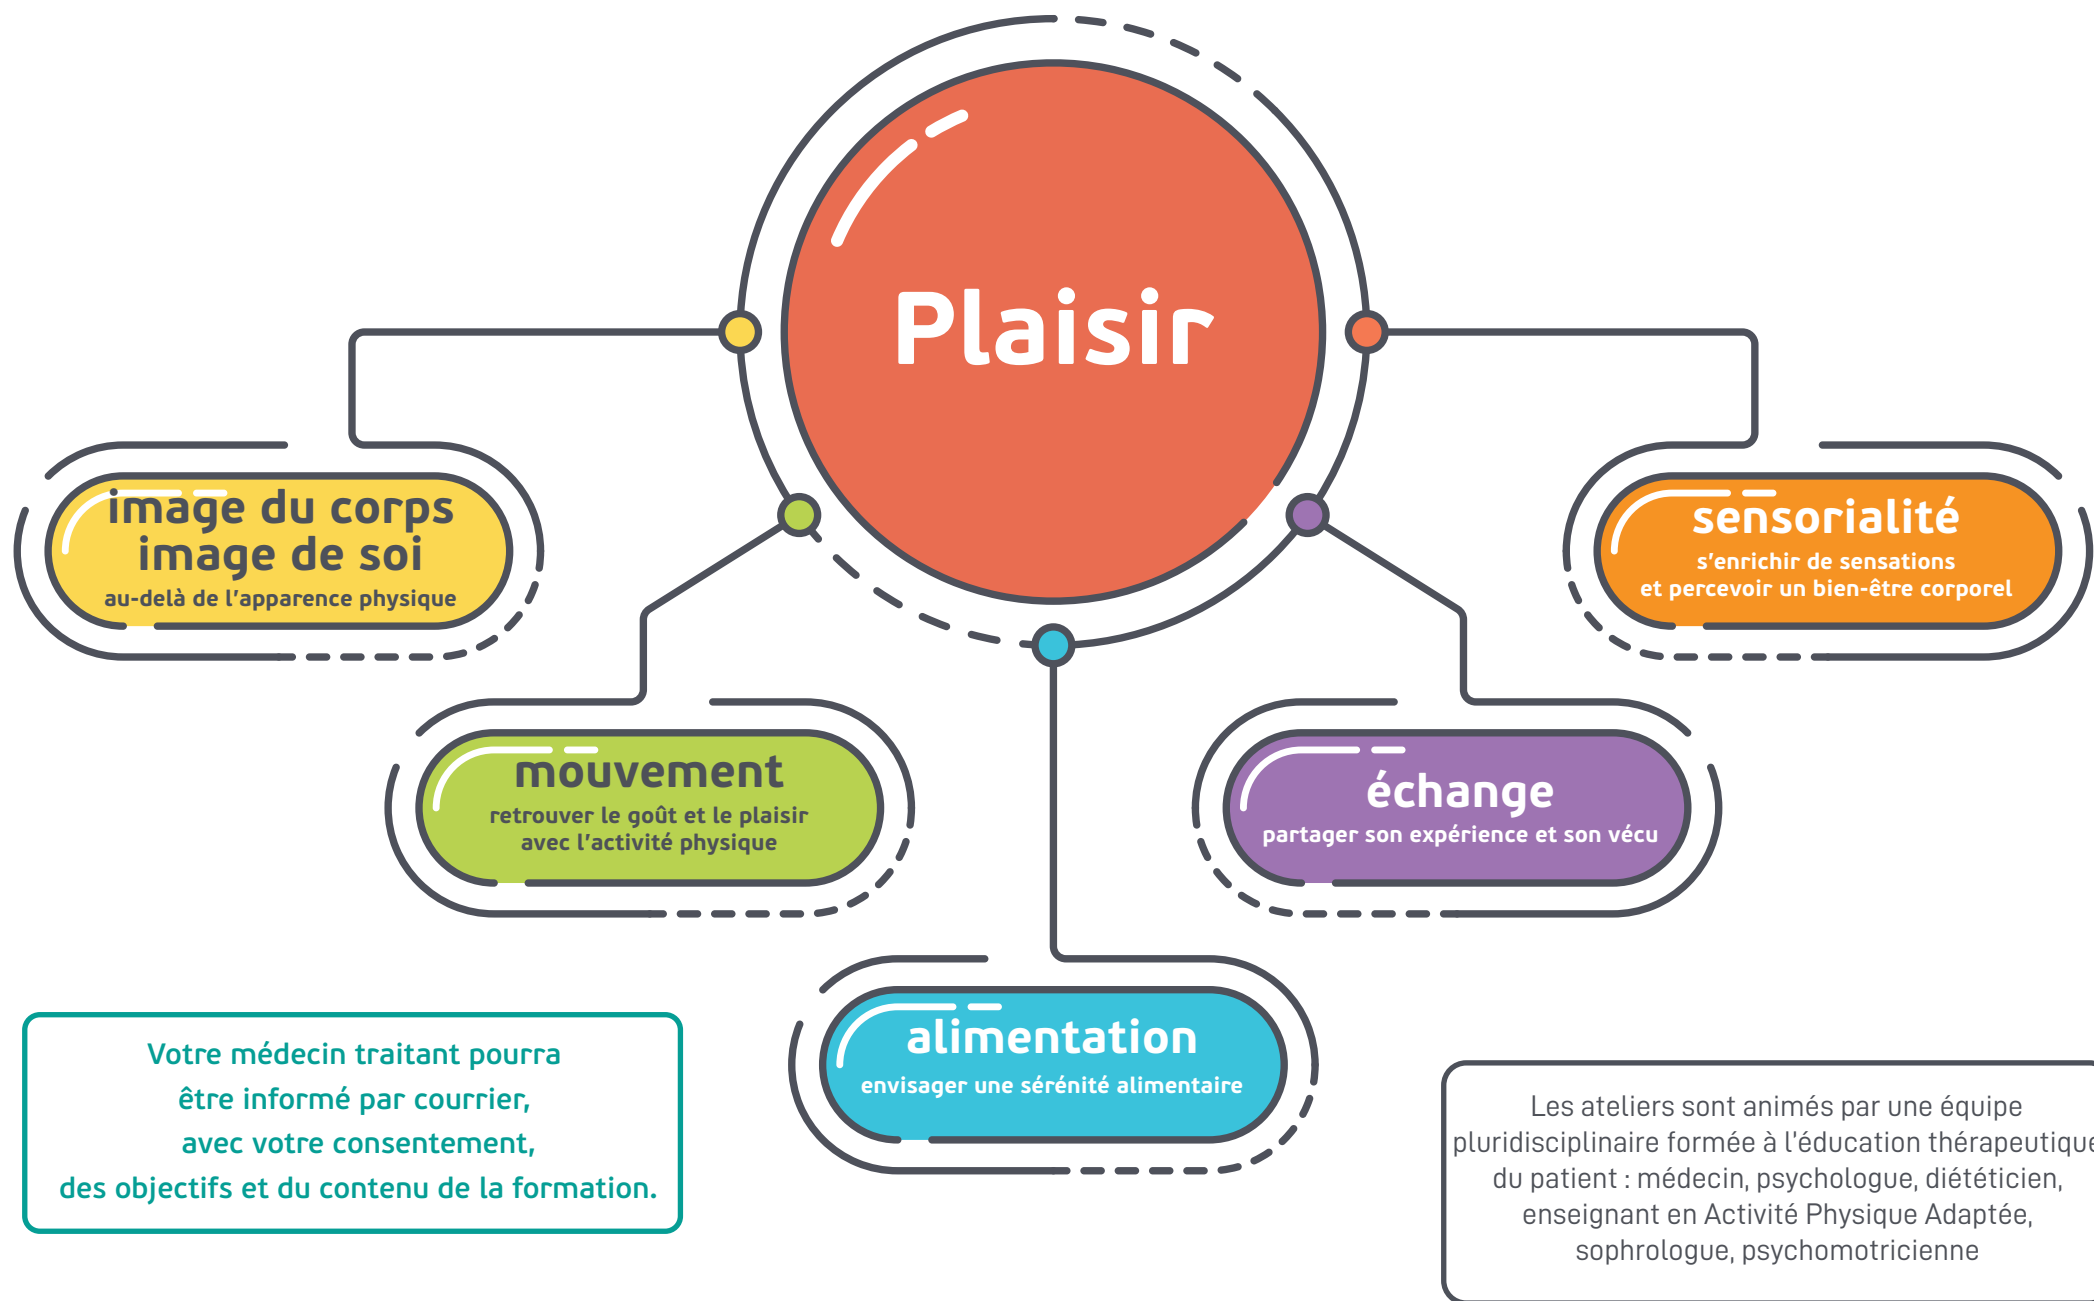 Plaisir
image du corps
image de soi
au-delà de l'apparence physique
sensorialité
s'enrichir de sensations
et percevoir un bien-être corporel
mouvement
retrouver le goût et le plaisir
avec l'activité physique
échange
partager son expérience et son vécu
alimentation
envisager une sérénité alimentaire
Votre médecin traitant pourra
être informé par courrier,
avec votre consentement,
des objectifs et du contenu de la formation.
Les ateliers sont animés par une équipe
pluridisciplinaire formée à l'éducation thérapeutique
du patient : médecin, psychologue, diététicien,
enseignant en Activité Physique Adaptée,
sophrologue, psychomotricienne